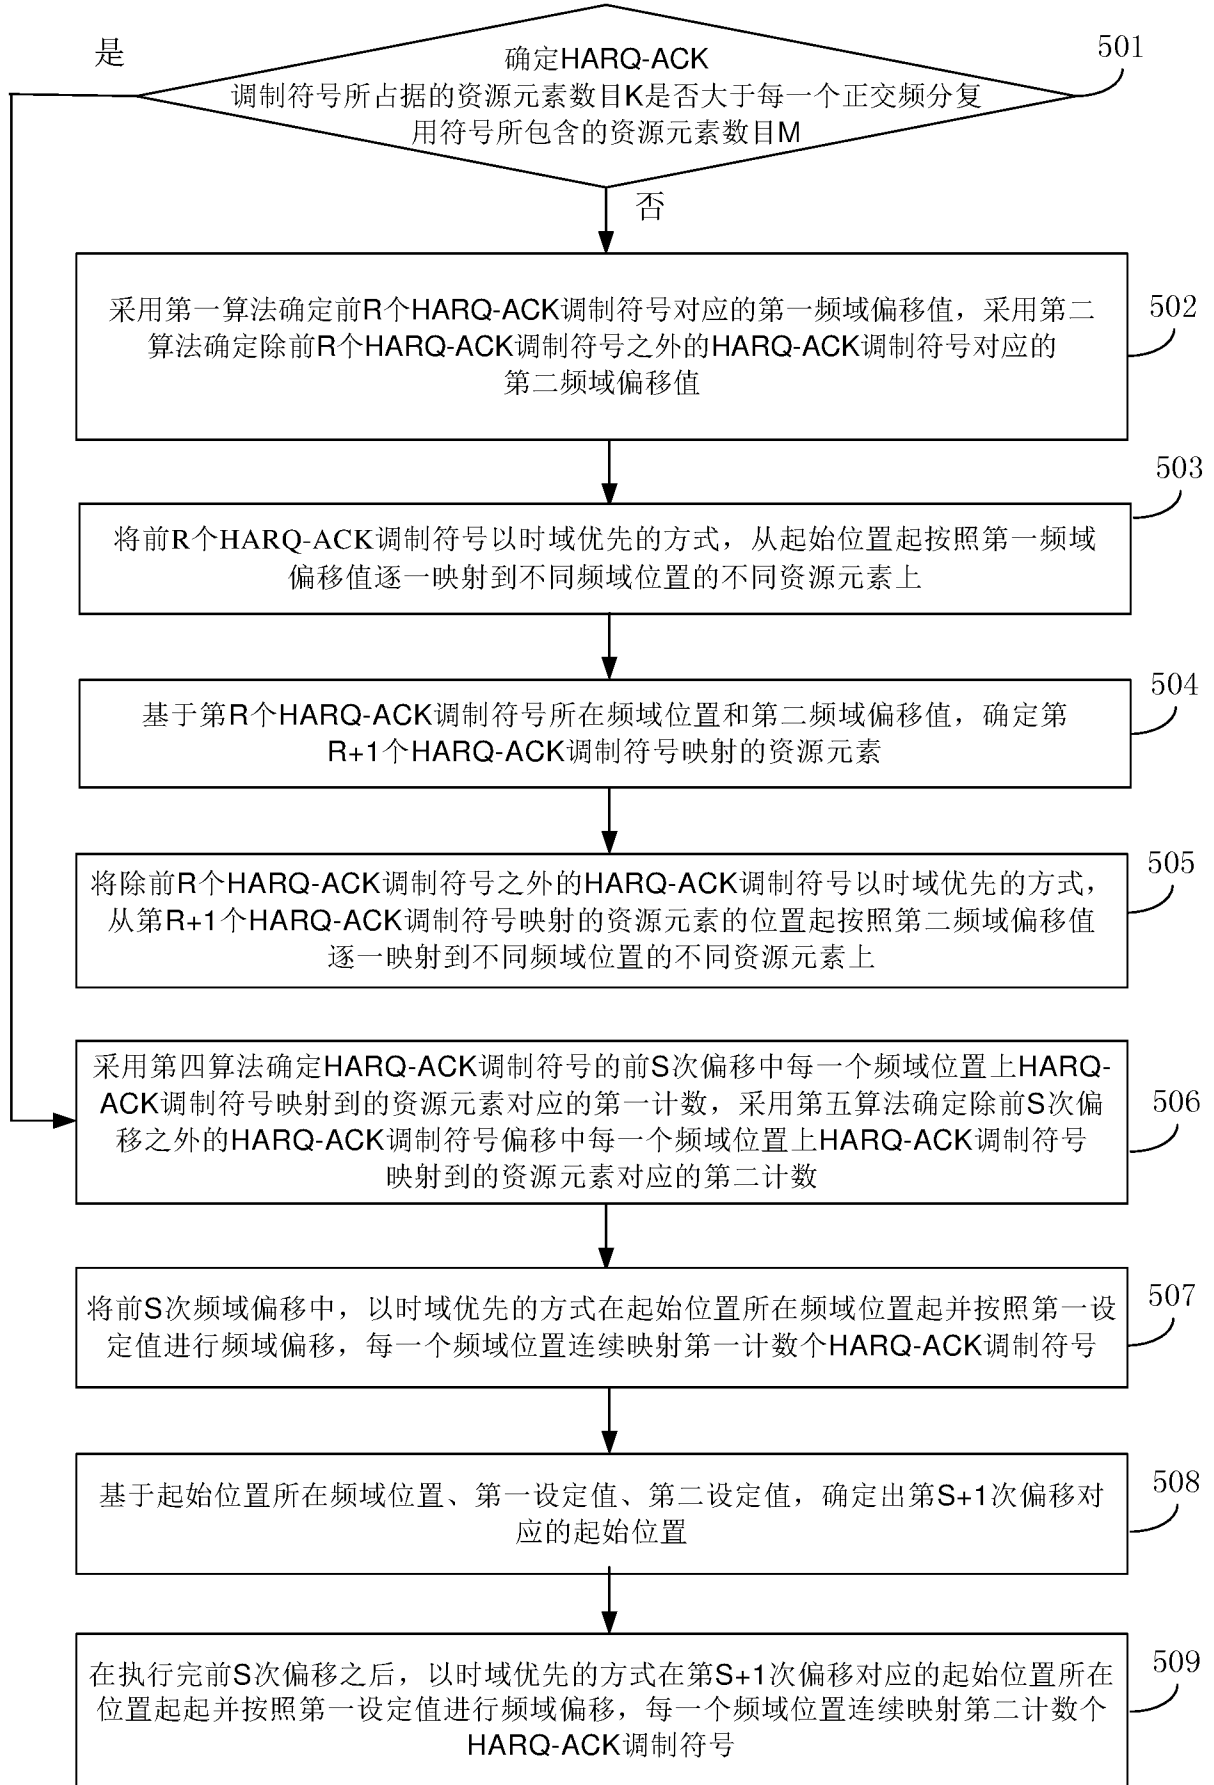 是
确定HARQ-ACK
调制符号所占据的资源元素数目K是否大于每一个正交频分复
用符号所包含的资源元素数目M
501
否
采用第一算法确定前R个HARQ-ACK调制符号对应的第一频域偏移值，采用第二
算法确定除前R个HARQ-ACK调制符号之外的HARQ-ACK调制符号对应的
第二频域偏移值
502
503
将前R个HARQ-ACK调制符号以时域优先的方式，从起始位置起按照第一频域
偏移值逐一映射到不同频域位置的不同资源元素上
504
基于第R个HARQ-ACK调制符号所在频域位置和第二频域偏移值，确定第
R+1个HARQ-ACK调制符号映射的资源元素
505
将除前R个HARQ-ACK调制符号之外的HARQ-ACK调制符号以时域优先的方式，
从第R+1个HARQ-ACK调制符号映射的资源元素的位置起按照第二频域偏移值
逐一映射到不同频域位置的不同资源元素上
采用第四算法确定HARQ-ACK调制符号的前S次偏移中每一个频域位置上HARQ-
ACK调制符号映射到的资源元素对应的第一计数，采用第五算法确定除前S次偏
移之外的HARQ-ACK调制符号偏移中每一个频域位置上HARQ-ACK调制符号
映射到的资源元素对应的第二计数
506
将前S次频域偏移中，以时域优先的方式在起始位置所在频域位置起并按照第一设
定值进行频域偏移，每一个频域位置连续映射第一计数个HARQ-ACK调制符号
507
基于起始位置所在频域位置、第一设定值、第二设定值，确定出第S+1次偏移对
应的起始位置
508
在执行完前S次偏移之后，以时域优先的方式在第S+1次偏移对应的起始位置所在
位置起起并按照第一设定值进行频域偏移，每一个频域位置连续映射第二计数个
HARQ-ACK调制符号
509